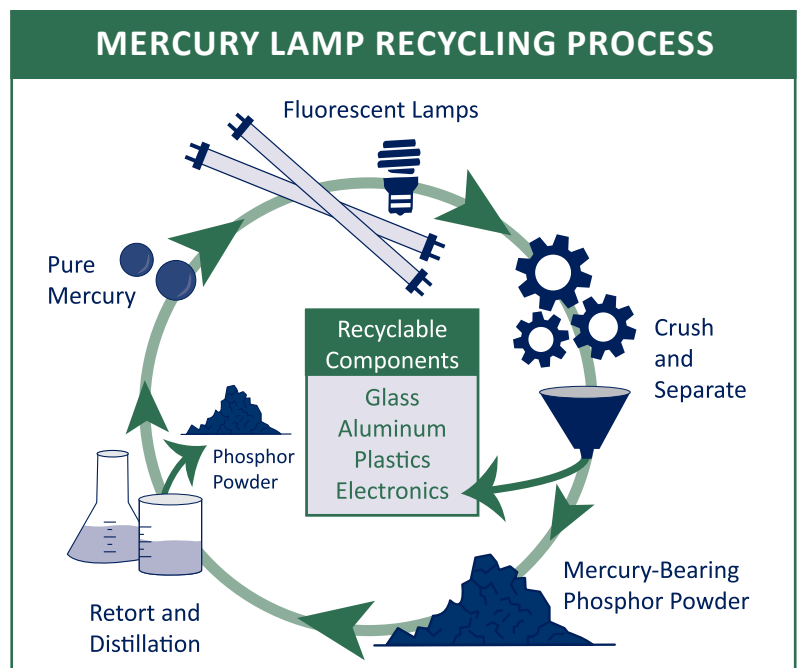 MERCURY LAMP RECYCLING PROCESS
Fluorescent Lamps
Pure
Mercury
Recyclable
Components
Glass
Aluminum
Plastics
Electronics
Crush
and
Separate
Phosphor
Powder
Mercury-Bearing
Phosphor Powder
Retort and
Distillation